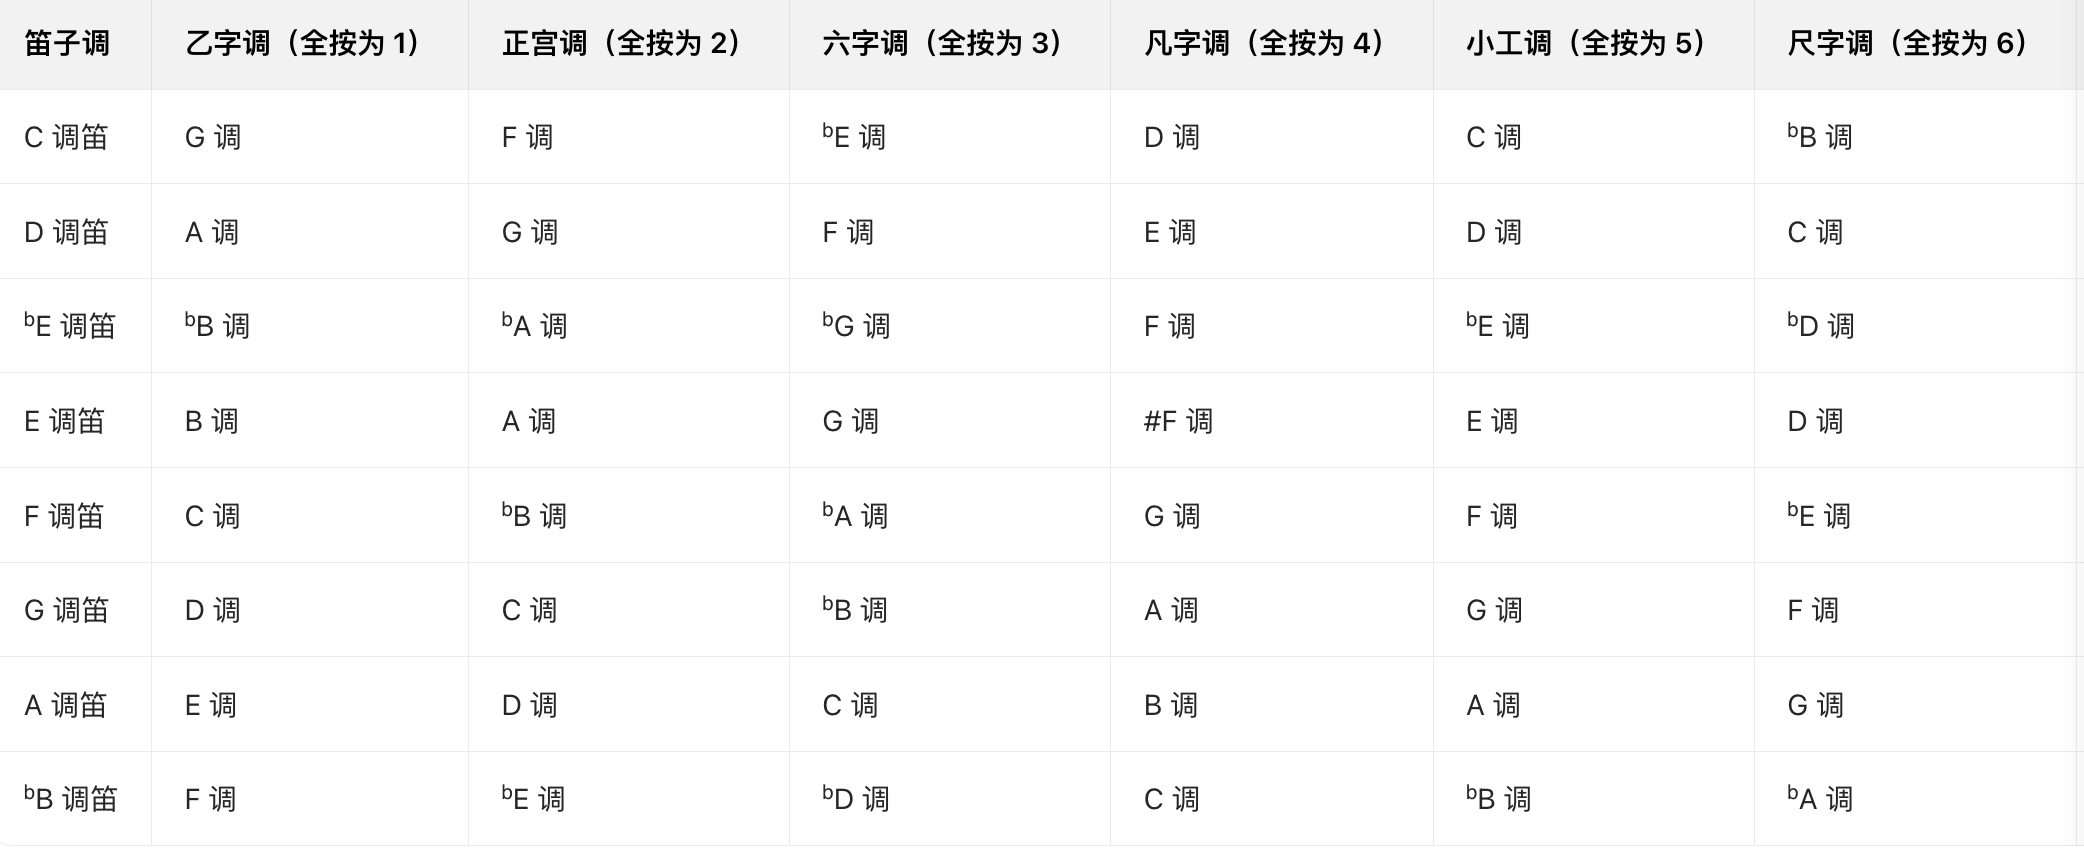 笛子调 乙字调（全按为 1） 正宫调（全按为 2） 六字调（全按为 3） 凡字调（全按为 4） 小工调（全按为 5） 尺字调（全按为 6）
C 调笛 G 调 F 调 ᵇE 调 D 调 C 调 ᵇB 调
D 调笛 A 调 G 调 F 调 E 调 D 调 C 调
ᵇE 调笛 ᵇB 调 ᵇA 调 ᵇG 调 F 调 ᵇE 调 ᵇD 调
E 调笛 B 调 A 调 G 调 #F 调 E 调 D 调
F 调笛 C 调 ᵇB 调 ᵇA 调 G 调 F 调 ᵇE 调
G 调笛 D 调 C 调 ᵇB 调 A 调 G 调 F 调
A 调笛 E 调 D 调 C 调 B 调 A 调 G 调
ᵇB 调笛 F 调 ᵇE 调 ᵇD 调 C 调 ᵇB 调 ᵇA 调